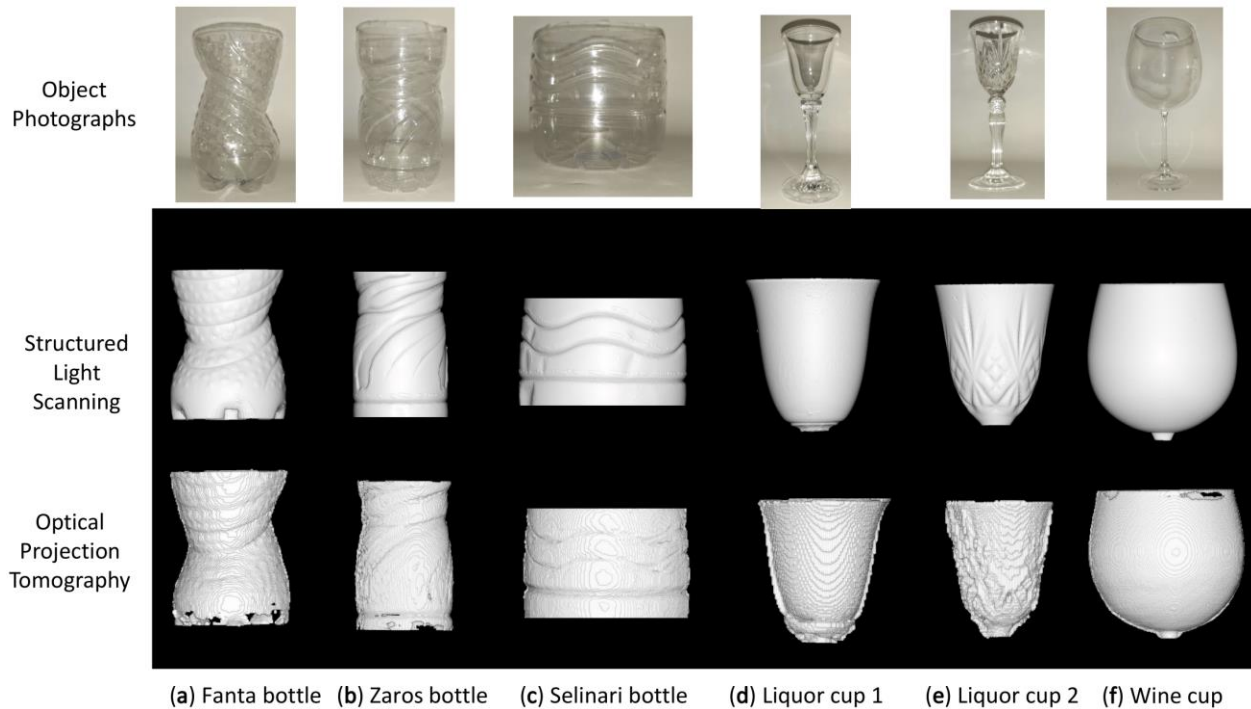 Object
Photographs
Structured
Light
Scanning
Optical
Projection
Tomography
(a) Fanta bottle (b) Zaros bottle (c) Selinari bottle (d) Liquor cup 1 (e) Liquor cup 2 (f) Wine cup